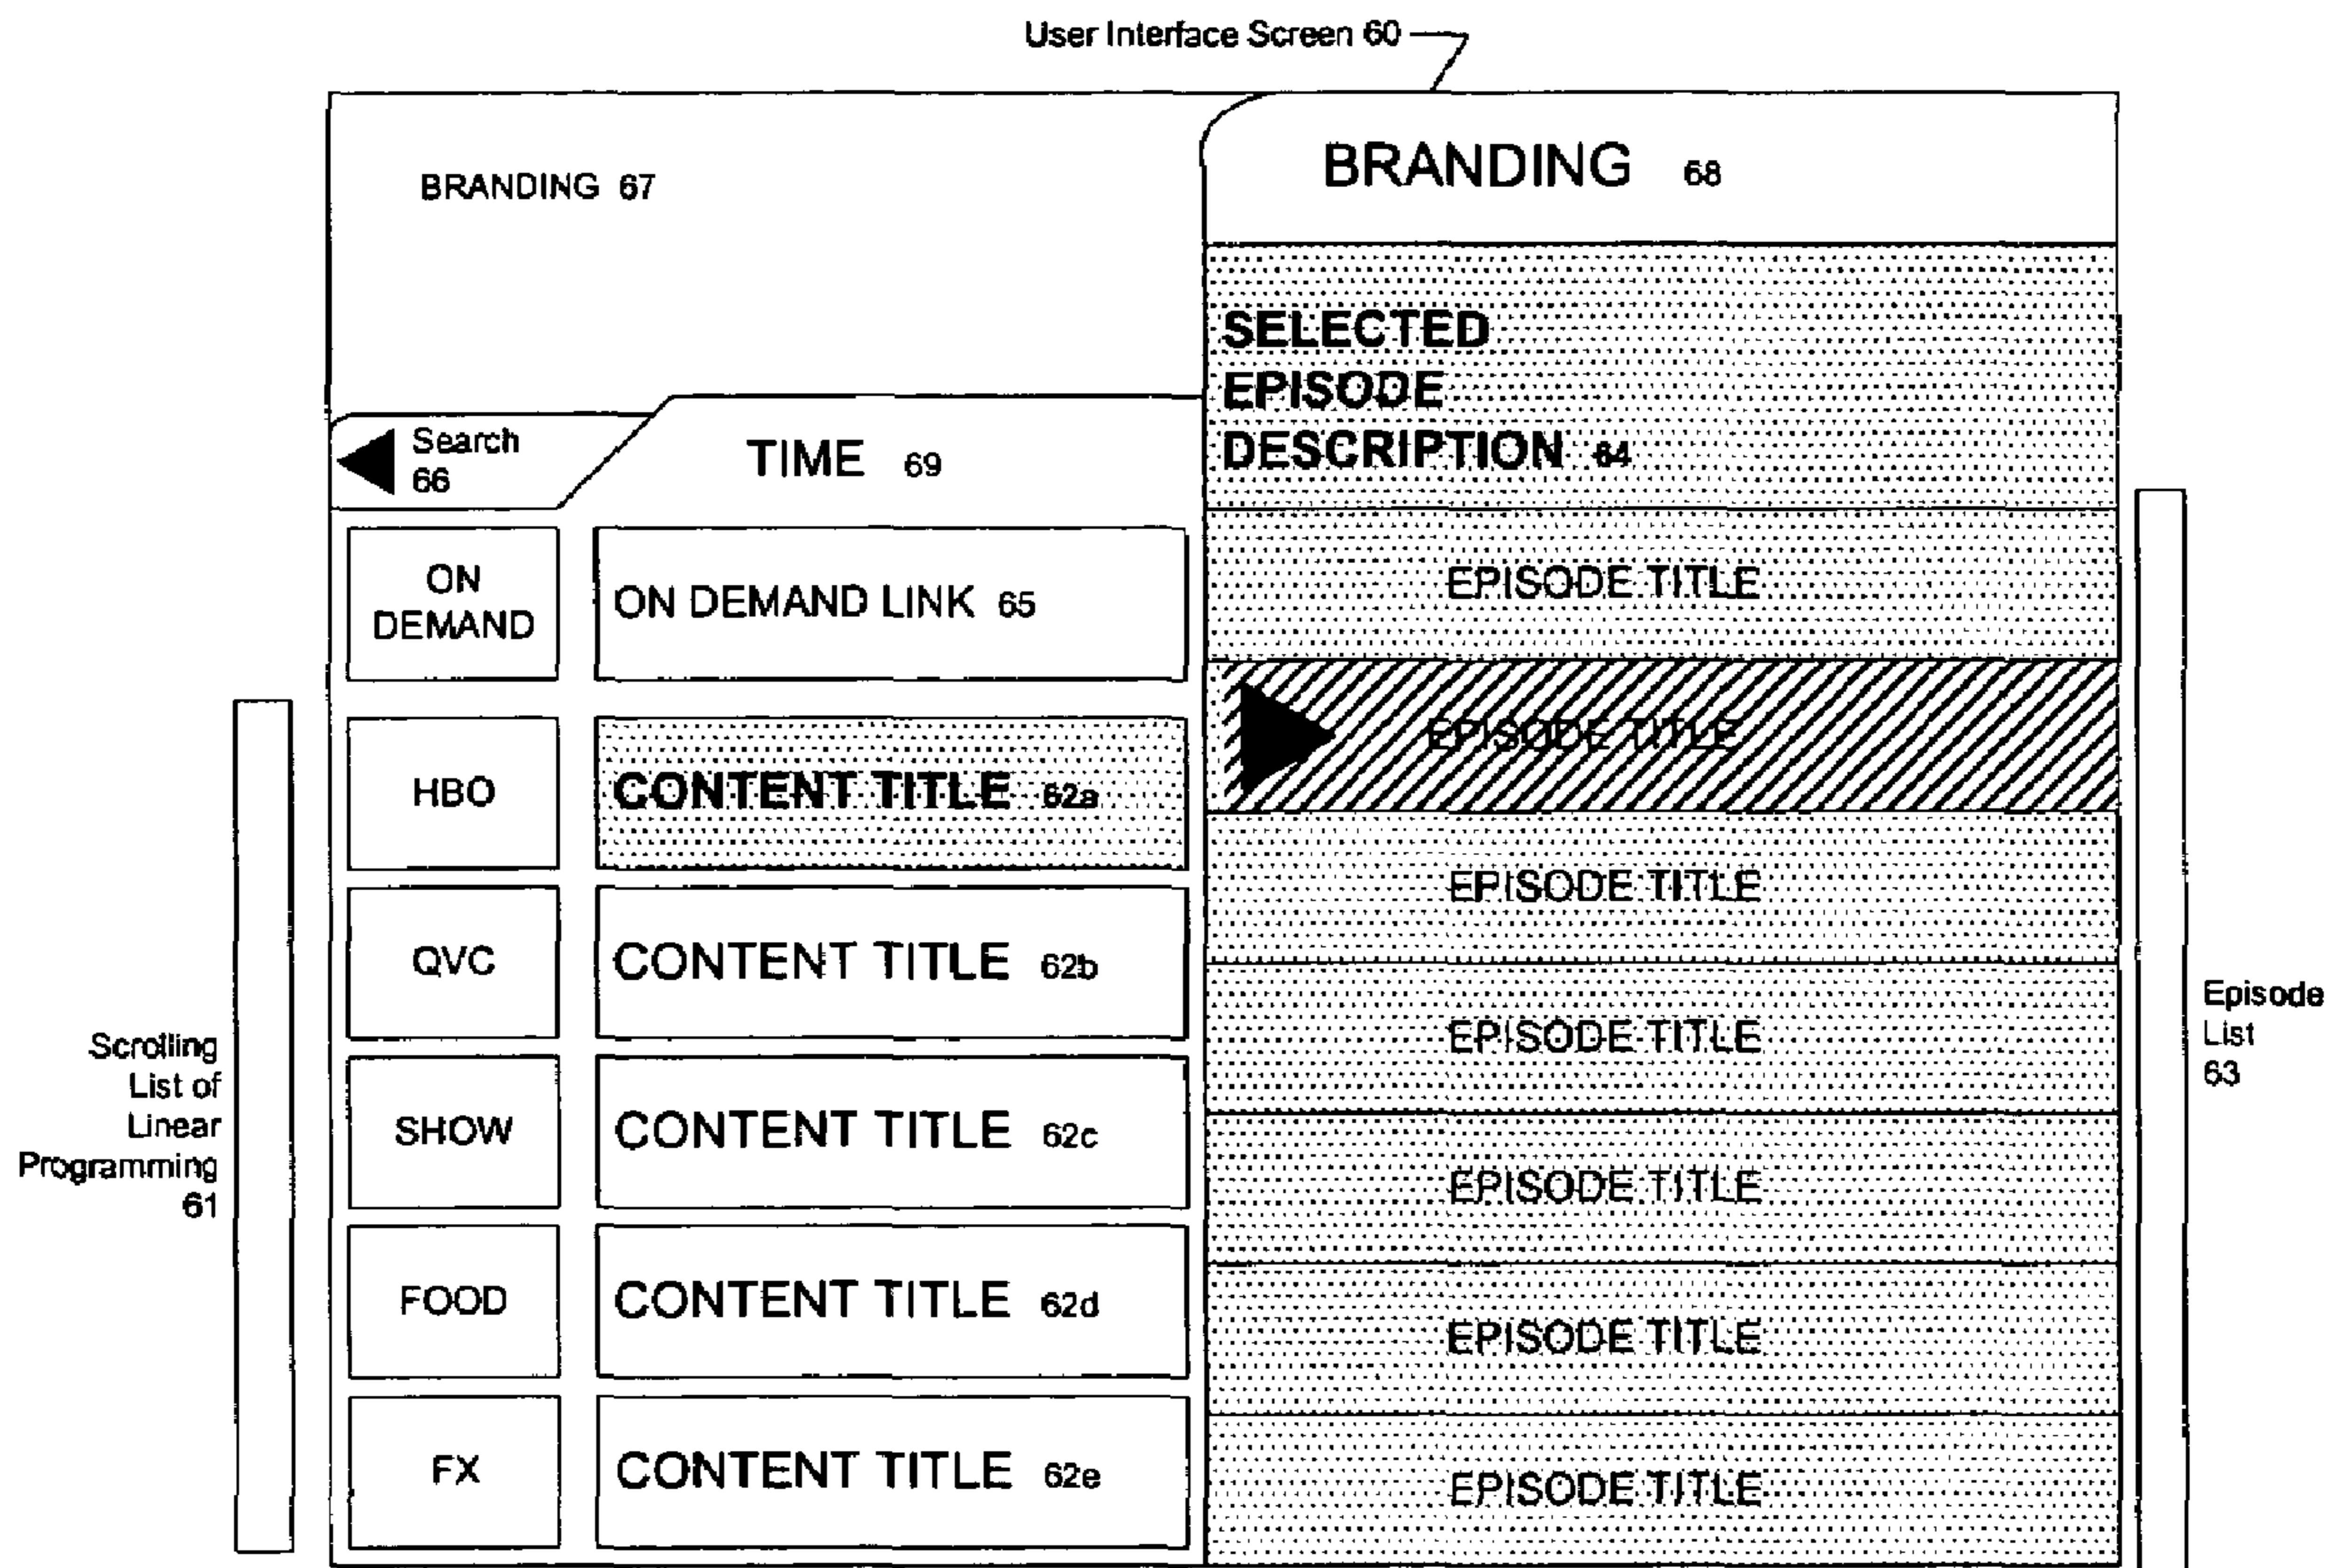 User Interface Screen 60
BRANDING 67
BRANDING 68
SELECTED
EPISODE
DESCRIPTION 64
Search
66
TIME 69
ON
DEMAND
ON DEMAND LINK 65
HBO
CONTENT TITLE 62a
QVC
CONTENT TITLE 62b
SHOW
CONTENT TITLE 62c
FOOD
CONTENT TITLE 62d
FX
CONTENT TITLE 62e
EPISODE TITLE
EPISODE TITLE
EPISODE TITLE
EPISODE TITLE
EPISODE TITLE
EPISODE TITLE
EPISODE TITLE
Scrolling
List of
Linear
Programming
61
Episode
List
63